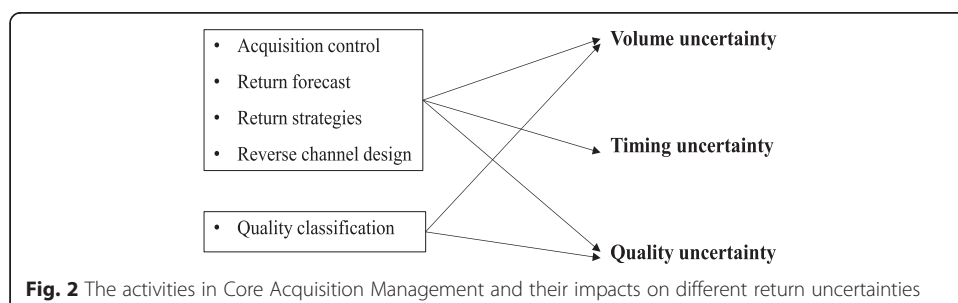 • Acquisition control
• Return forecast
• Return strategies
• Reverse channel design
• Quality classification
Volume uncertainty
Timing uncertainty
Quality uncertainty
Fig. 2 The activities in Core Acquisition Management and their impacts on different return uncertainties